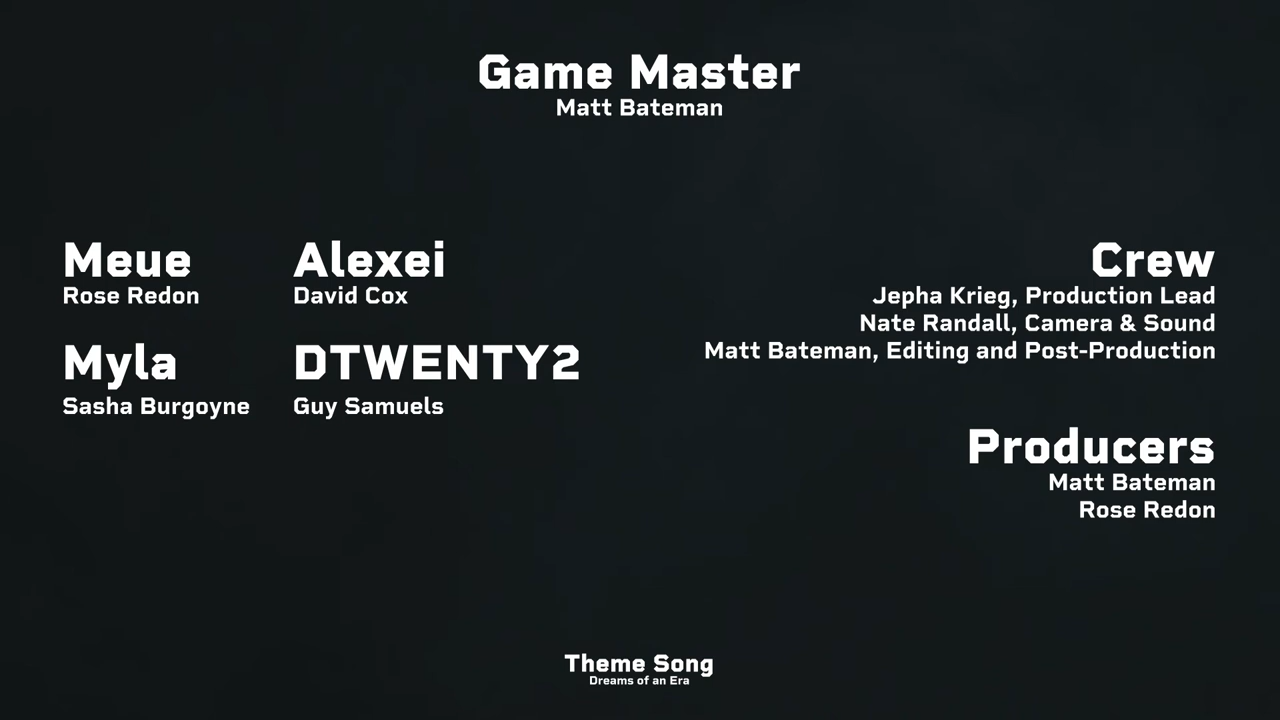 Game Master
Matt Bateman
Meue
Rose Redon
Alexei
David Cox
Myla
Sasha Burgoyne
DTWENTY2
Guy Samuels
Crew
Jepha Krieg, Production Lead
Nate Randall, Camera & Sound
Matt Bateman, Editing and Post-Production
Producers
Matt Bateman
Rose Redon
Theme Song
Dreams of an Era